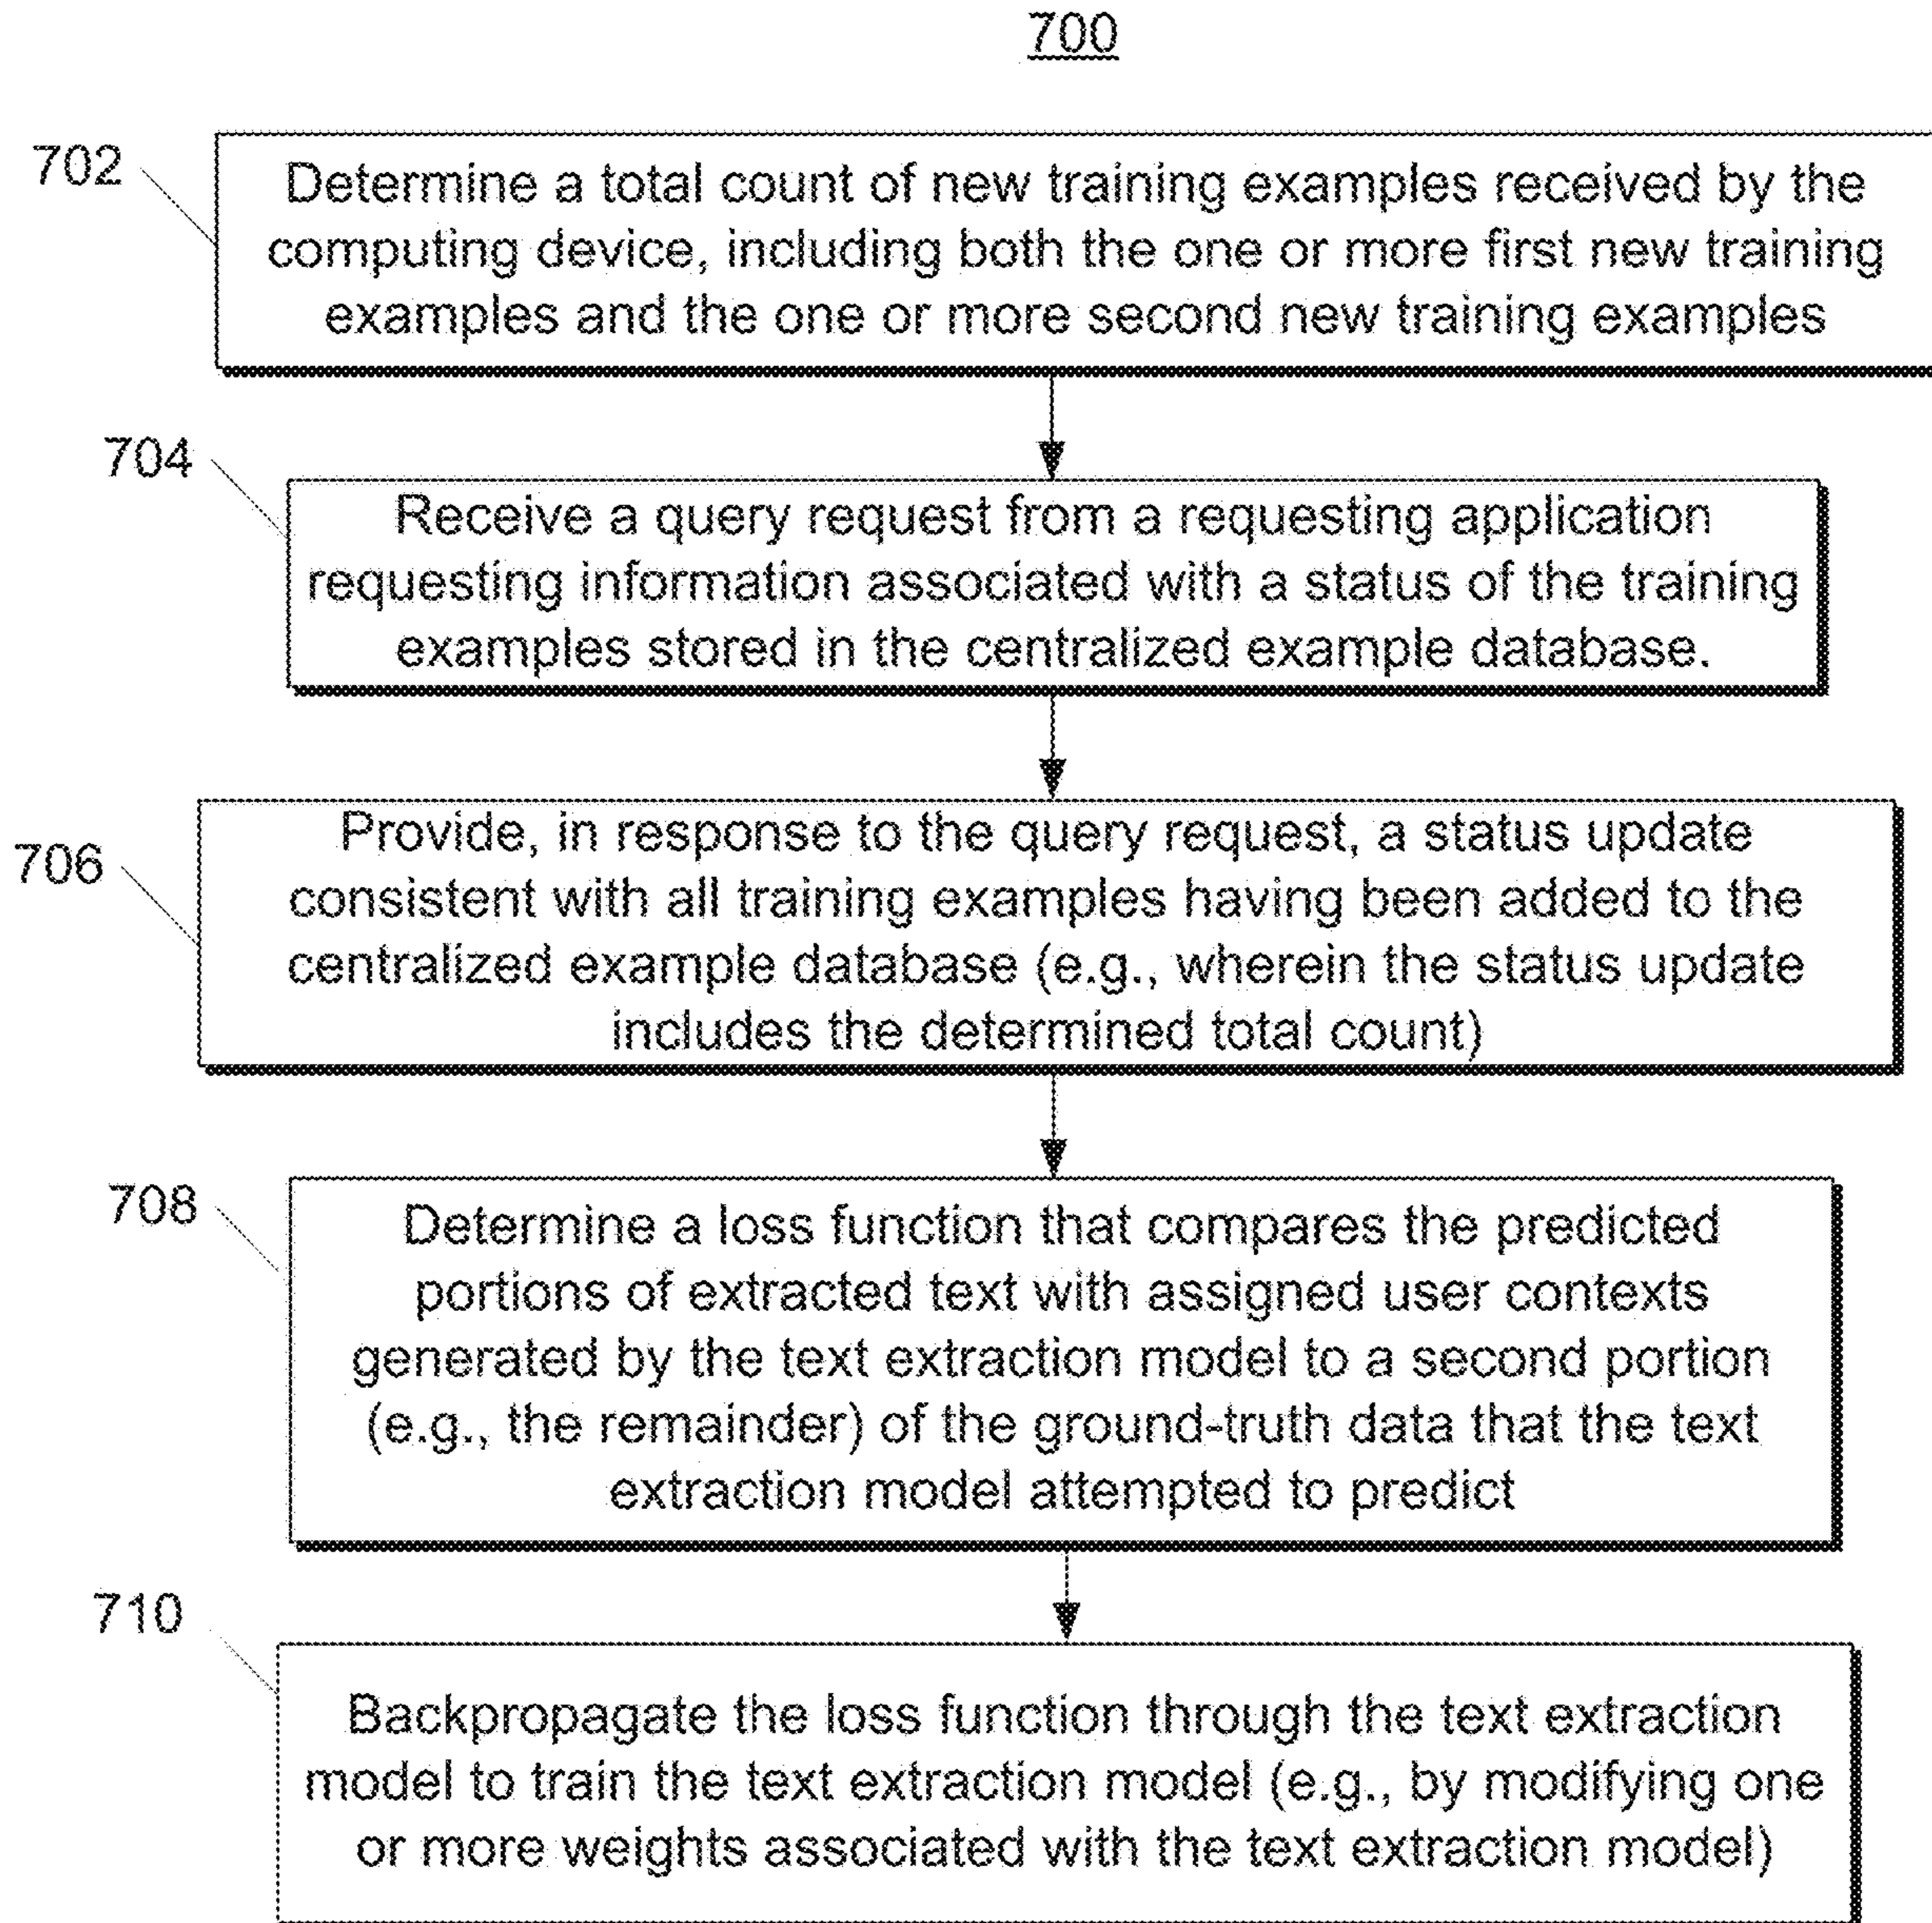 700
702
Determine a total count of new training examples received by the
computing device, including both the one or more first new training
examples and the one or more second new training examples
704
Receive a query request from a requesting application
requesting information associated with a status of the training
examples stored in the centralized example database.
706
Provide, in response to the query request, a status update
consistent with all training examples having been added to the
centralized example database (e.g., wherein the status update
includes the determined total count)
708
Determine a loss function that compares the predicted
portions of extracted text with assigned user contexts
generated by the text extraction model to a second portion
(e.g., the remainder) of the ground-truth data that the text
extraction model attempted to predict
710
Backpropagate the loss function through the text extraction
model to train the text extraction model (e.g., by modifying one
or more weights associated with the text extraction model)